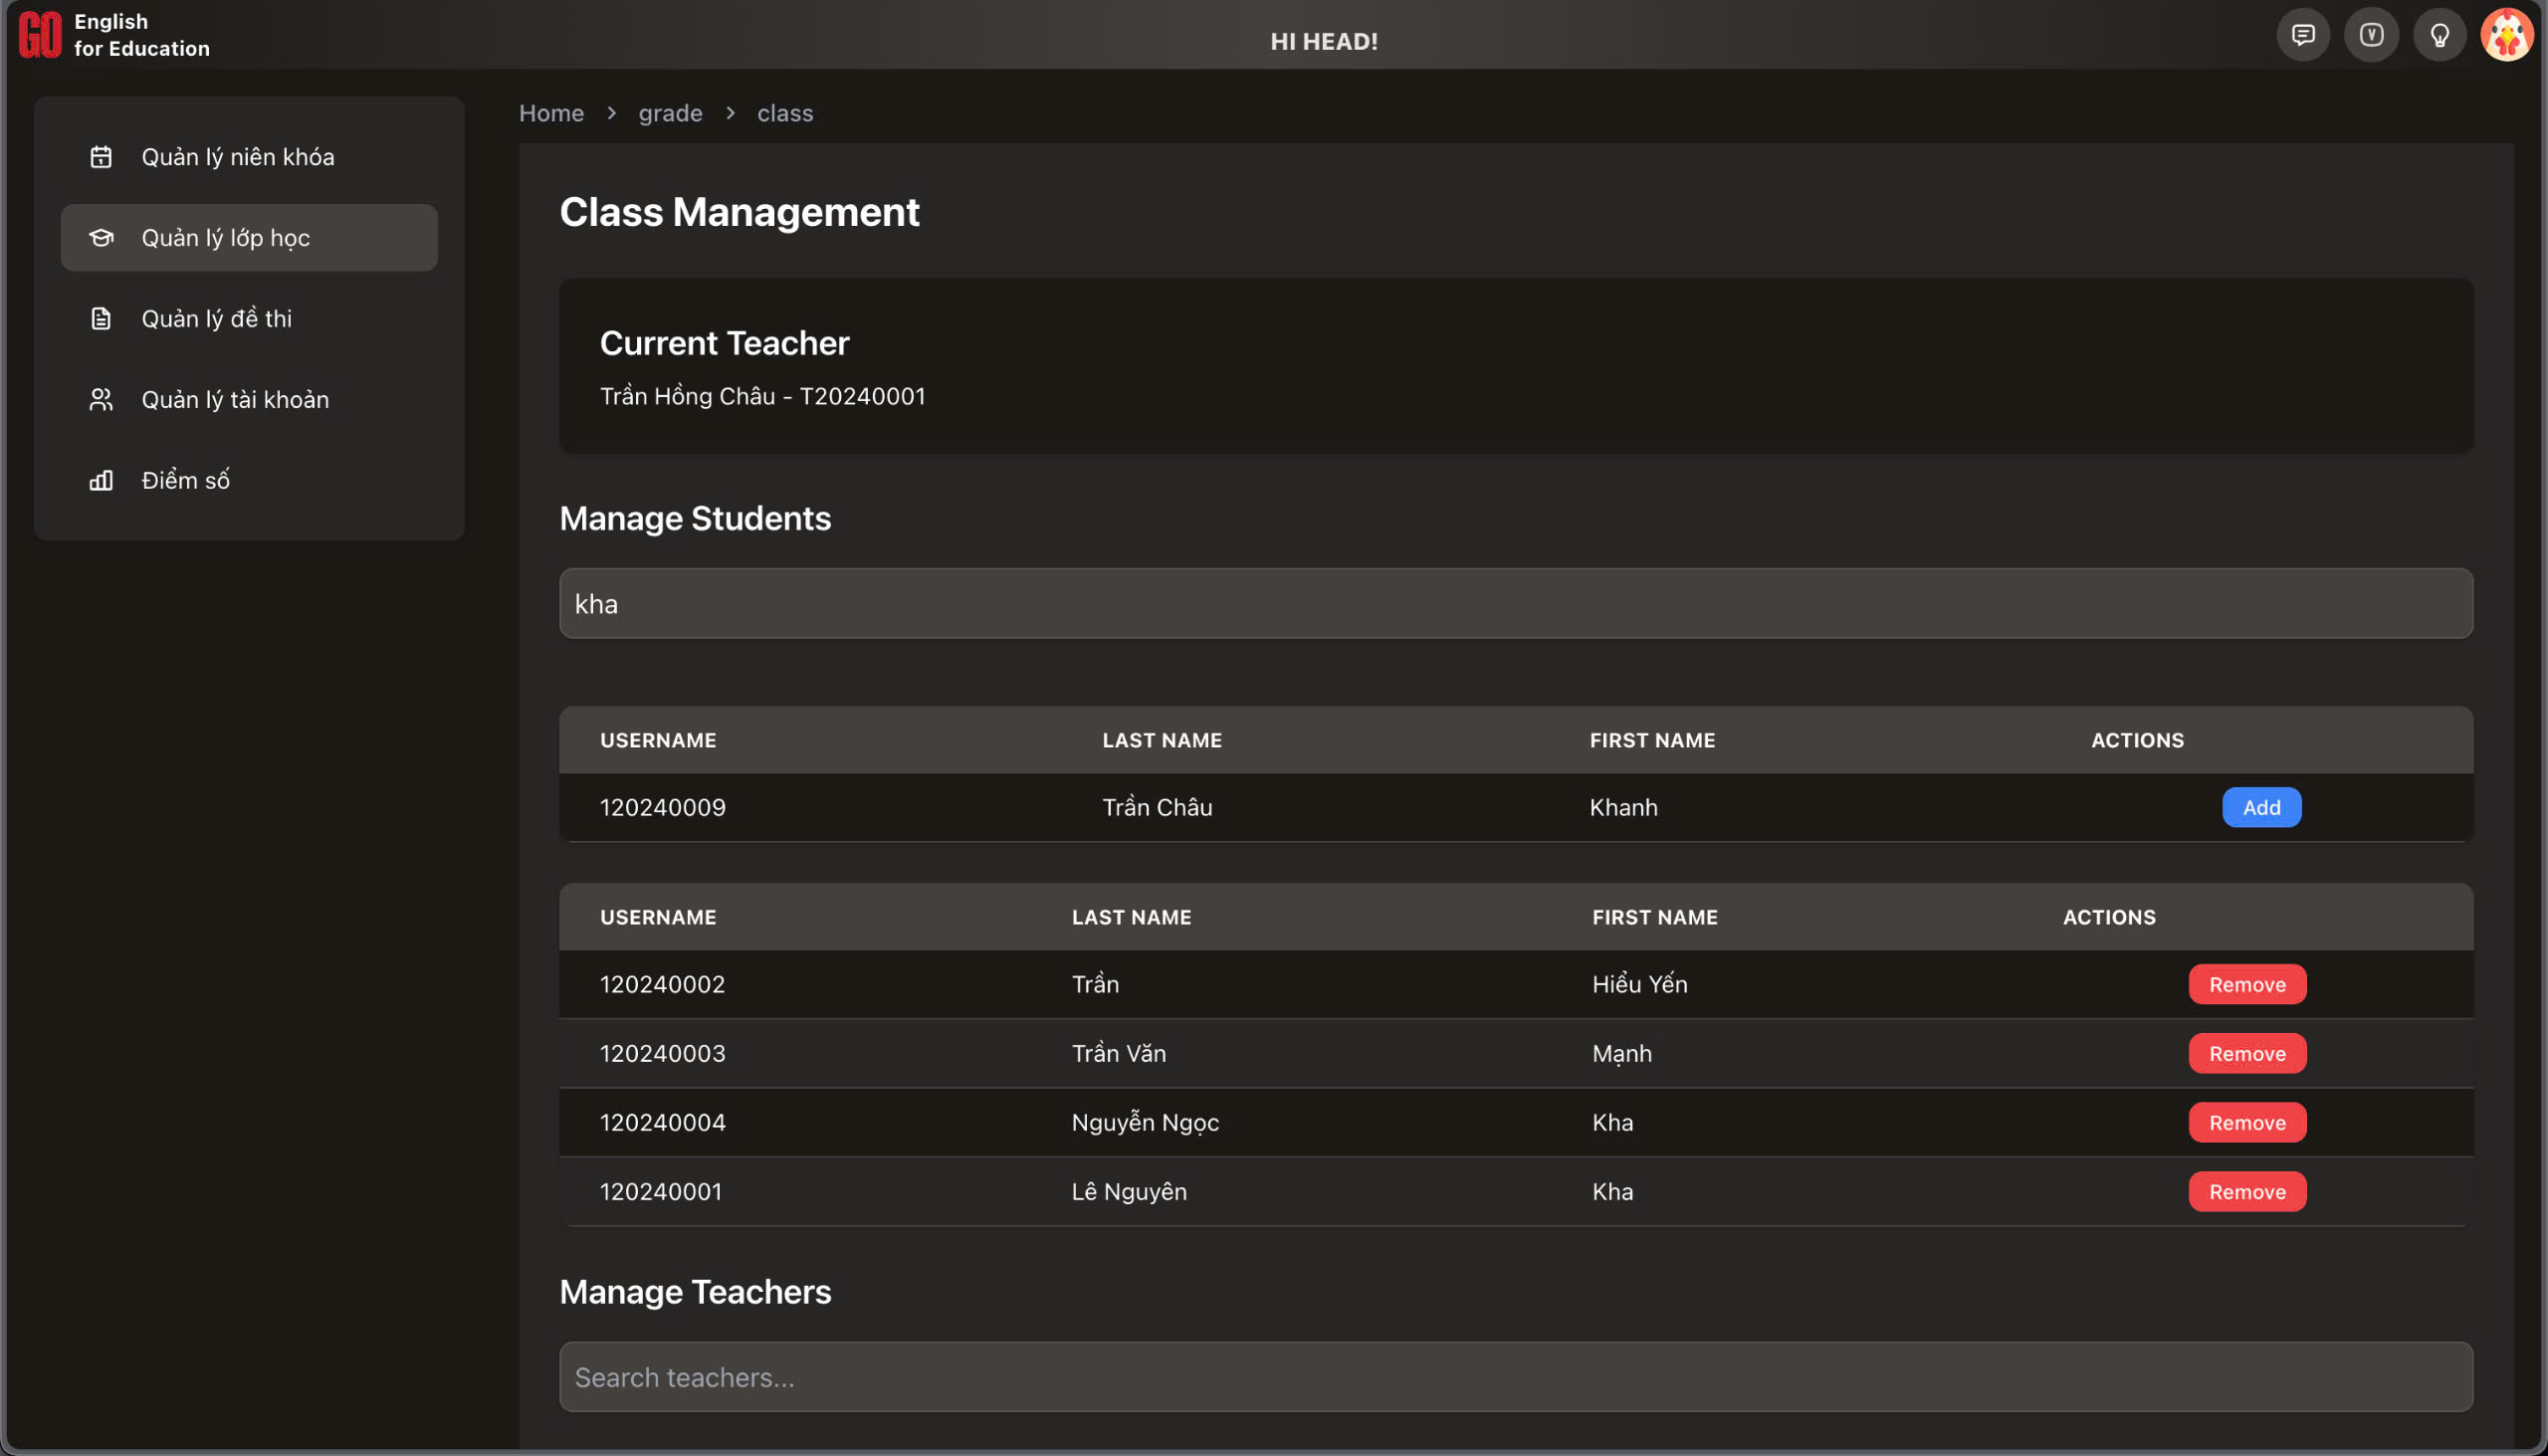 GO English
for Education
HI HEAD!
V
Quản lý niên khóa
Quản lý lớp học
Quản lý đề thi
Quản lý tài khoản
Điểm số
Home > grade > class
Class Management
Current Teacher
Trần Hồng Châu - T20240001
Manage Students
kha
USERNAME LAST NAME FIRST NAME ACTIONS
120240009 Trần Châu Khanh Add
USERNAME LAST NAME FIRST NAME ACTIONS
120240002 Trần Hiểu Yến Remove
120240003 Trần Văn Mạnh Remove
120240004 Nguyễn Ngọc Kha Remove
120240001 Lê Nguyên Kha Remove
Manage Teachers
Search teachers...